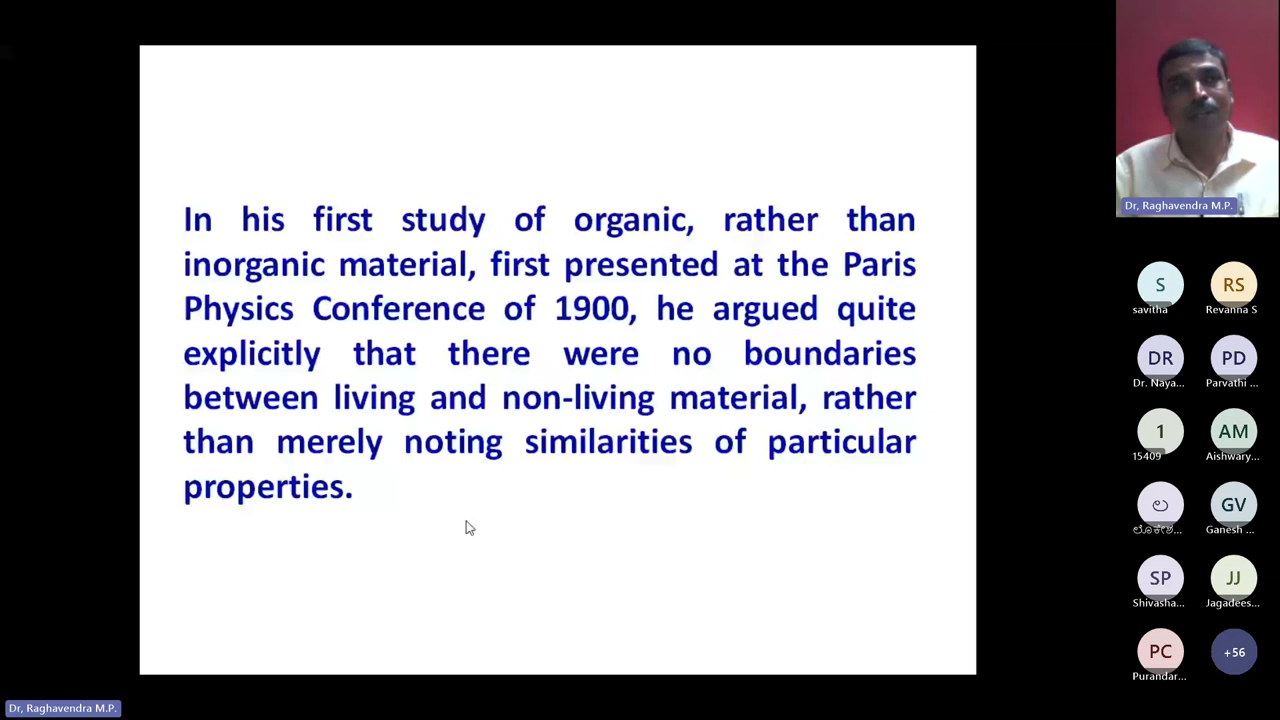 In his first study of organic, rather than
inorganic material, first presented at the Paris
Physics Conference of 1900, he argued quite
explicitly that there were no boundaries
between living and non-living material, rather
than merely noting similarities of particular
properties.
Dr, Raghavendra M.P.
S
RS
savitha
Revanna S
DR
PD
Dr. Naya...
Parvathi ...
1
AM
15409
Aishwary...
ಲ
GV
ಲೊಕೇಶ...
Ganesh ...
SP
JJ
Shivasha...
Jagadees...
PC
+56
Purandar...
Dr, Raghavendra M.P.